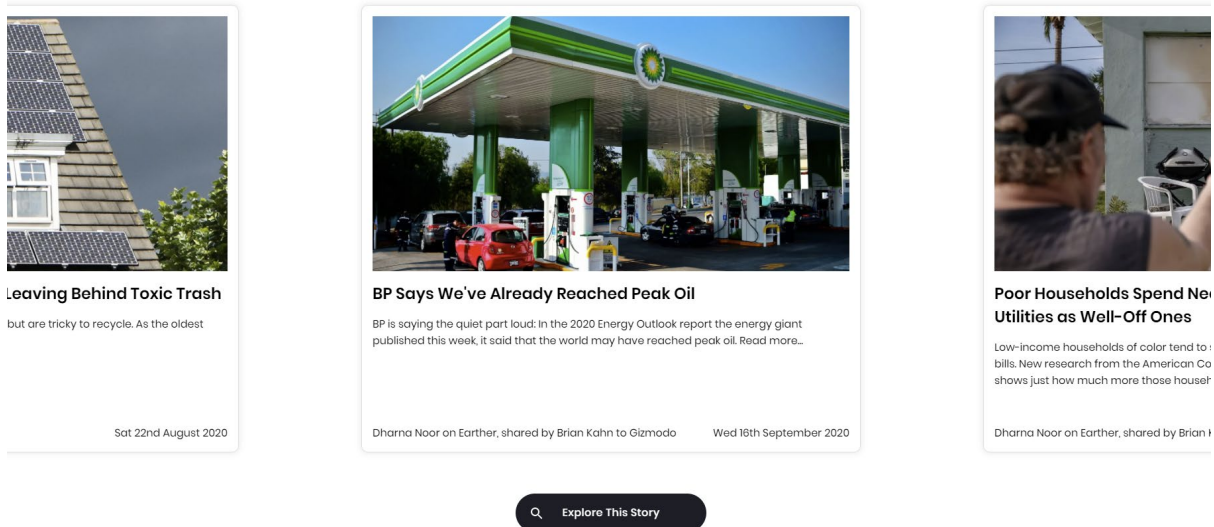 Leaving Behind Toxic Trash
but are tricky to recycle. As the oldest
Sat 22nd August 2020
BP Says We've Already Reached Peak Oil
BP is saying the quiet part loud: In the 2020 Energy Outlook report the energy giant
published this week, it said that the world may have reached peak oil. Read more...
Dharna Noor on Earther, shared by Brian Kahn to Gizmodo
Wed 16th September 2020
Poor Households Spend
Utilities as Well-Off Ones
Low-income households of color tend to
bills. New research from the American
shows just how much more those
Dharna Noor on Earther, shared by Brian
Explore This Story